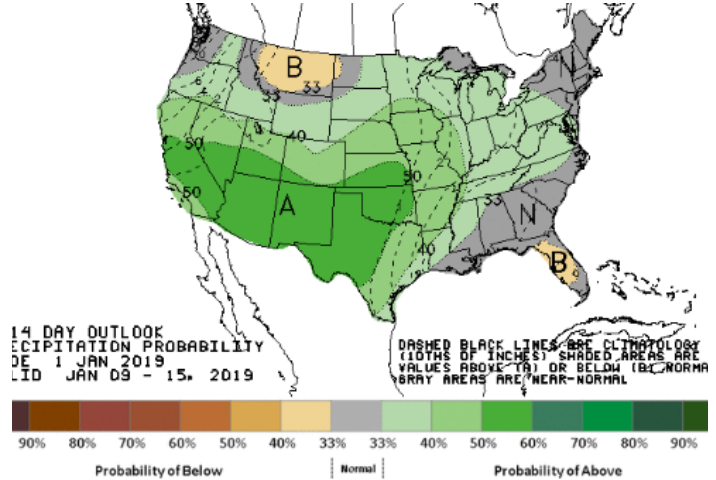 B
33
33
N
40
50
50
50
A
33
N
40
B
14 DAY OUTLOOK
ECIPITATION PROBABILITY
DE 1 JAN 2019
LID JAN 09 - 15, 2019
DASHED BLACK LINES ARE CLIMATOLOGY
(10THS OF INCHES) SHADED AREAS ARE
VALUES ABOVE (A) OR BELOW (B) NORMA
GRAY AREAS ARE NEAR-NORMAL
90% 80% 70% 60% 50% 40% 33% 33% 40% 50% 60% 70% 80% 90%
Probability of Below Normal Probability of Above